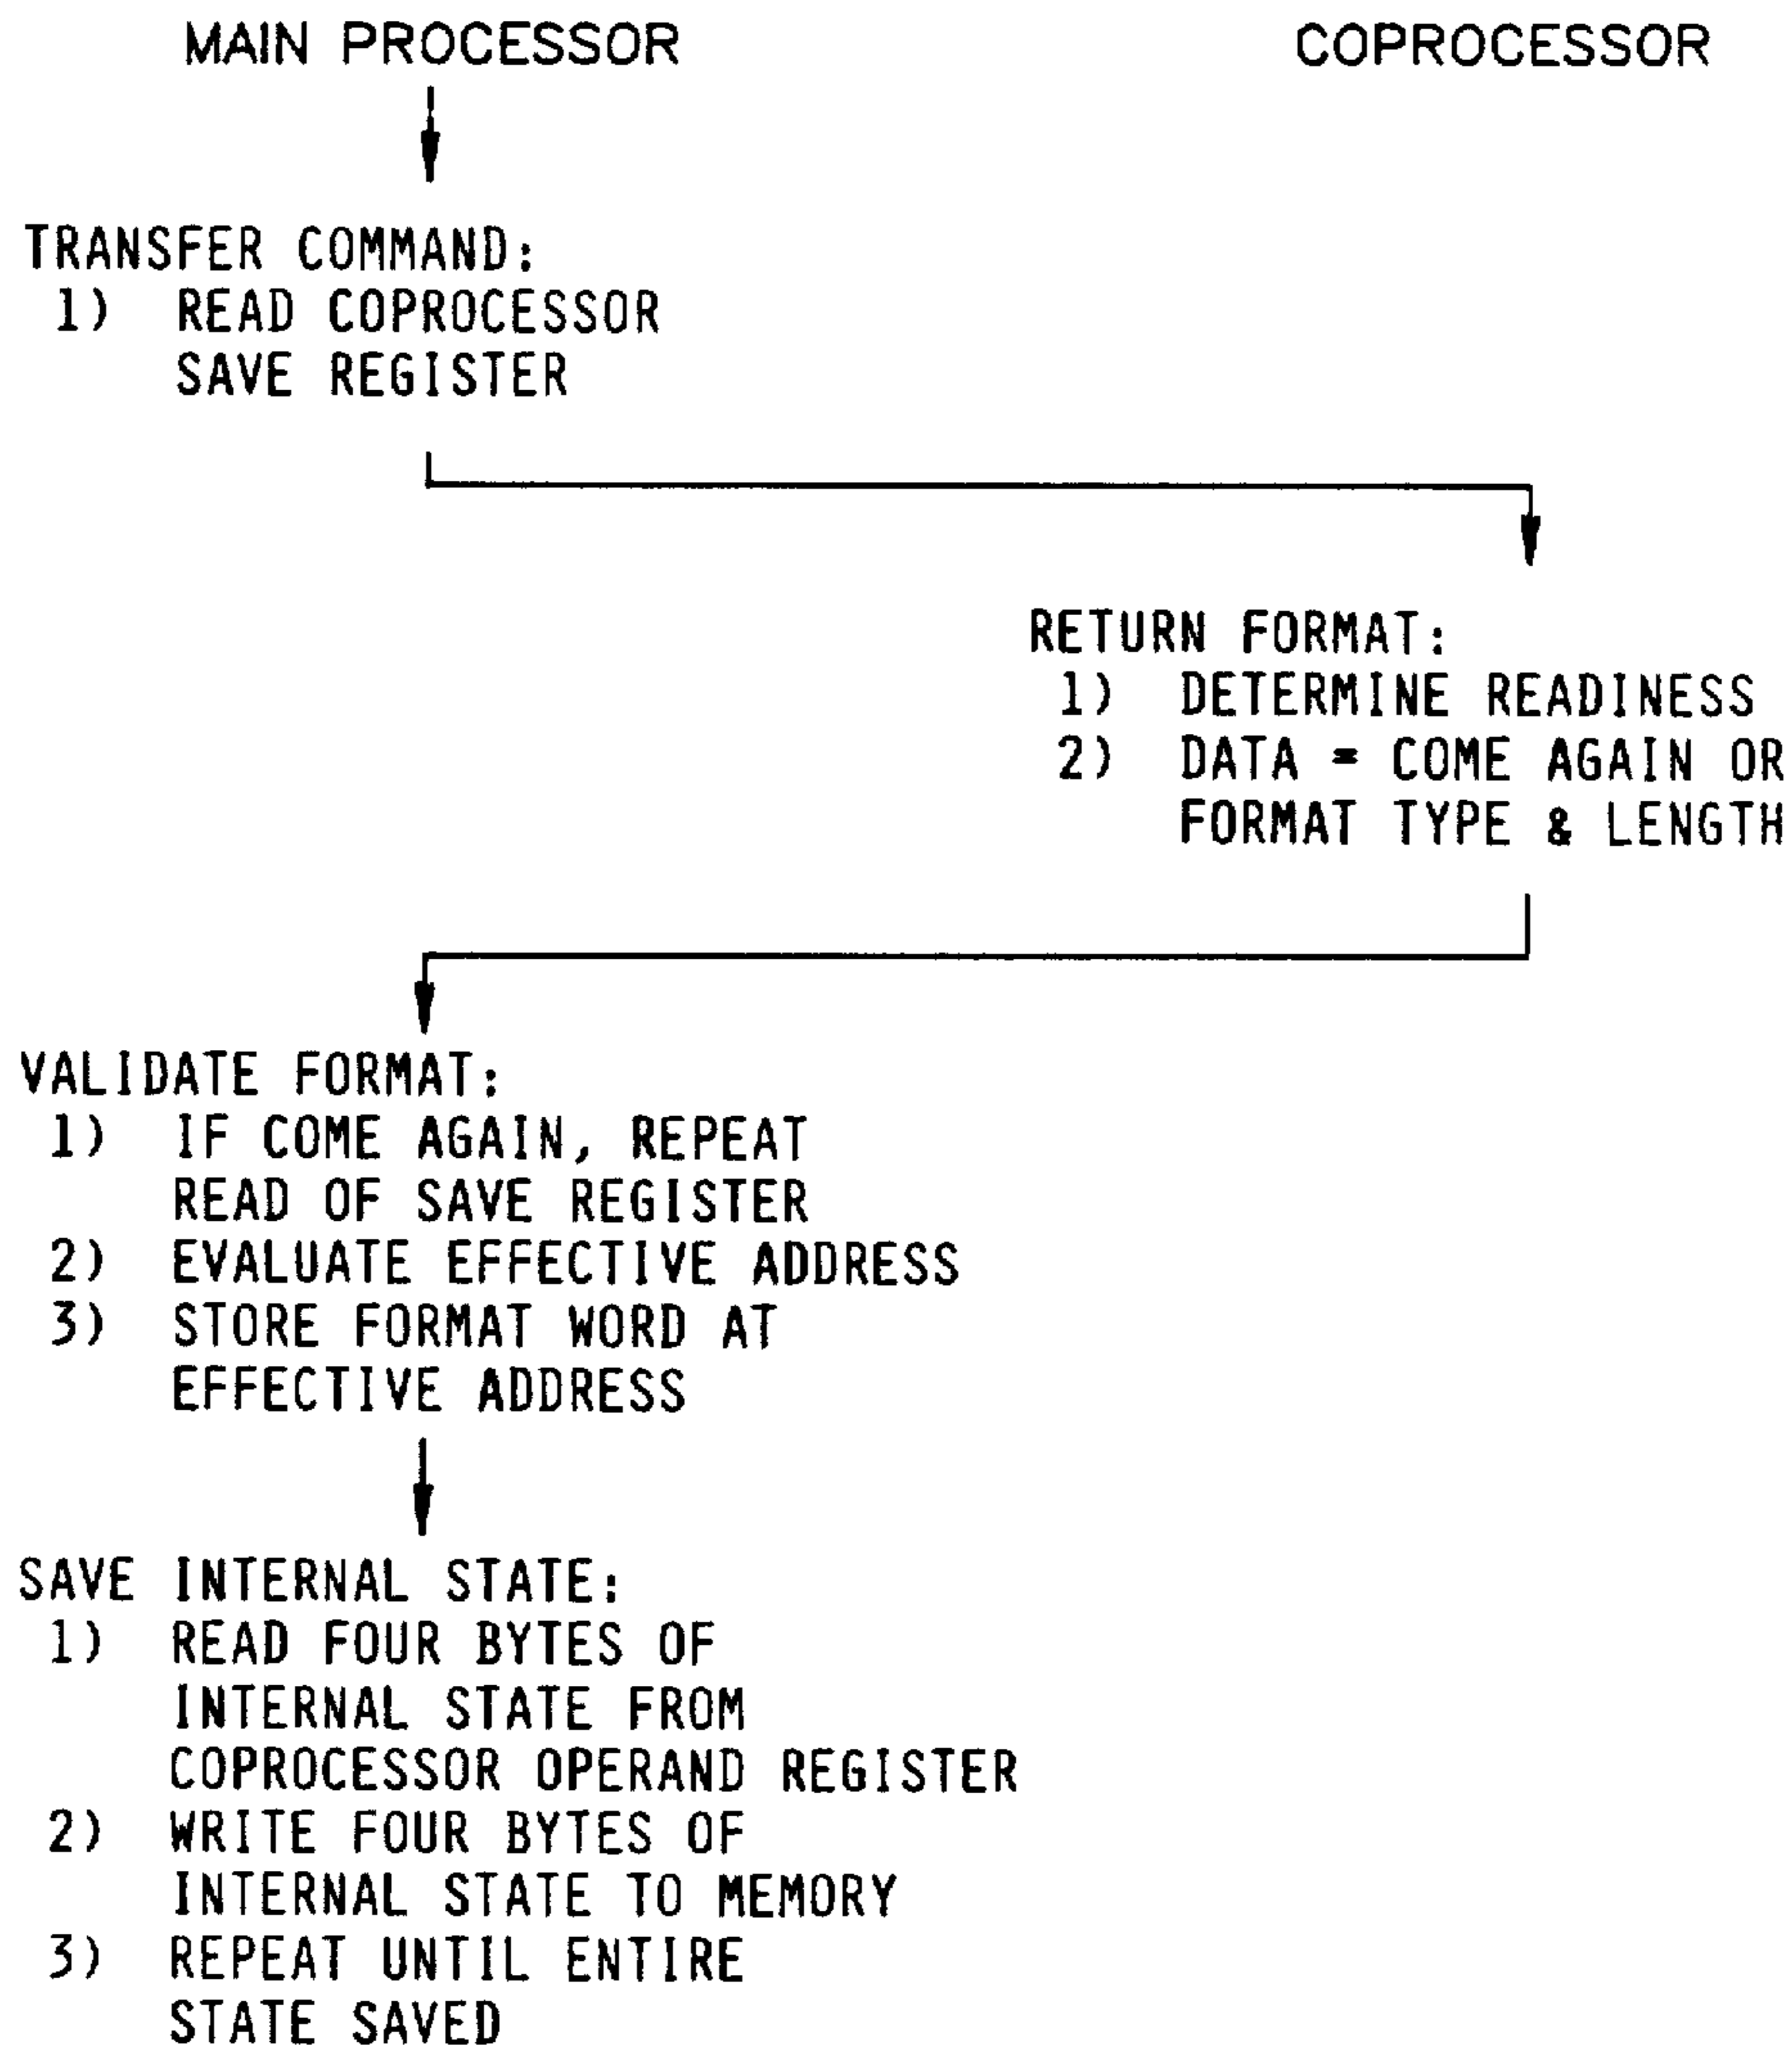 MAIN PROCESSOR COPROCESSOR
TRANSFER COMMAND:
1) READ COPROCESSOR
SAVE REGISTER
RETURN FORMAT:
1) DETERMINE READINESS
2) DATA = COME AGAIN OR
FORMAT TYPE & LENGTH
VALIDATE FORMAT:
1) IF COME AGAIN, REPEAT
READ OF SAVE REGISTER
2) EVALUATE EFFECTIVE ADDRESS
3) STORE FORMAT WORD AT
EFFECTIVE ADDRESS
SAVE INTERNAL STATE:
1) READ FOUR BYTES OF
INTERNAL STATE FROM
COPROCESSOR OPERAND REGISTER
2) WRITE FOUR BYTES OF
INTERNAL STATE TO MEMORY
3) REPEAT UNTIL ENTIRE
STATE SAVED